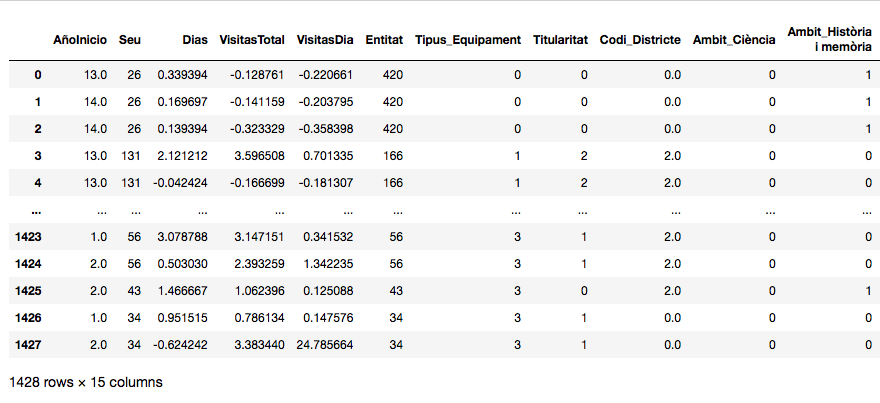 AñoInicio Seu Dias VisitasTotal VisitasDia Entitat Tipus_Equipament Titularitat Codi_Districte Ambit_Ciència Ambit_Història i memòria
0 13.0 26 0.339394 -0.128761 -0.220661 420 0 0 0.0 0 1
1 14.0 26 0.169697 -0.141159 -0.203795 420 0 0 0.0 0 1
2 14.0 26 0.139394 -0.323329 -0.358398 420 0 0 0.0 0 1
3 13.0 131 2.121212 3.596508 0.701335 166 1 2 2.0 0 0
4 13.0 131 -0.042424 -0.166699 -0.181307 166 1 2 2.0 0 0
... ... ... ... ... ... ... ... ... ... ... ...
1423 1.0 56 3.078788 3.147151 0.341532 56 3 1 2.0 0 0
1424 2.0 56 0.503030 2.393259 1.342235 56 3 1 2.0 0 0
1425 2.0 43 1.466667 1.062396 0.125088 43 3 0 2.0 0 1
1426 1.0 34 0.951515 0.786134 0.147576 34 3 1 0.0 0 0
1427 2.0 34 -0.624242 3.383440 24.785664 34 3 1 0.0 0 0
1428 rows × 15 columns